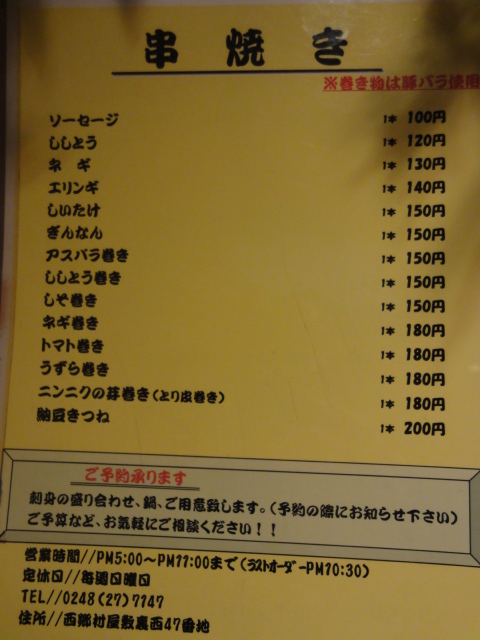 串焼き
※巻き物は豚バラ使用
ソーセージ 1本 100円
ししとう 1本 120円
ネギ 1本 130円
エリンギ 1本 140円
しいたけ 1本 150円
ぎんなん 1本 150円
アスパラ巻き 1本 150円
ししとう巻き 1本 150円
しそ巻き 1本 150円
ネギ巻き 1本 180円
トマト巻き 1本 180円
うずら巻き 1本 180円
ニンニクの芽巻き(とり皮巻き) 1本 180円
納豆きつね 1本 200円
ご予約承ります
刺身の盛り合わせ、鍋、ご用意致します。(予約の際にお知らせ下さい)
ご予算など、お気軽にご相談ください！！
営業時間//PM5:00～PM11:00まで(ラストオーダーPM10:30)
定休日//毎週日曜日
TEL//0248(27)7147
住所//西郷村屋敷裏西47番地